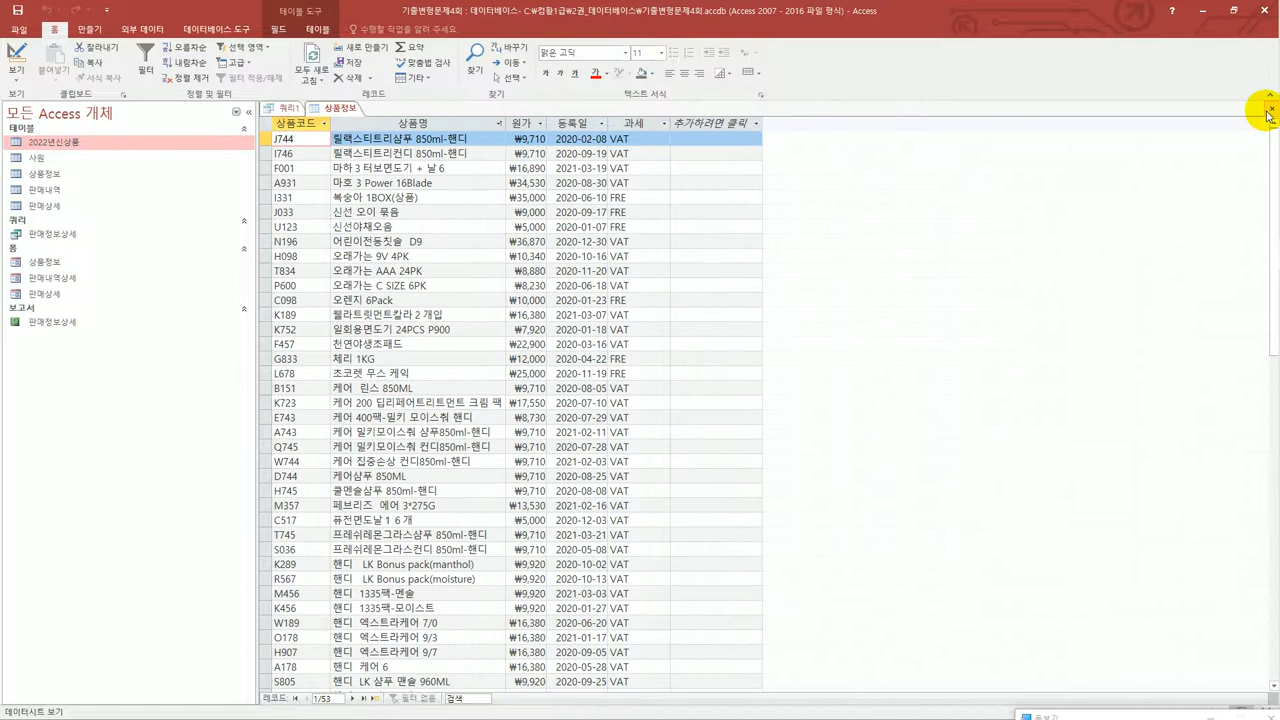 테이블 도구
기출변형문제4회 : 데이터베이스- C:₩컴활1급₩2권_데이터베이스₩기출변형문제4회.accdb (Access 2007 - 2016 파일 형식) - Access
파일 홈 만들기 외부 데이터 데이터베이스 도구 필드 테이블 수행할 작업을 알려 주세요.
보기 붙여넣기 잘라내기 복사 서식 복사
필터 오름차순 내림차순 정렬 제거 선택 영역 고급 필터 적용/해제
모두 새로 고침 새로 만들기 저장 삭제 요약 맞춤법 검사 기타
찾기 바꾸기 이동 선택
맑은 고딕 11
가 가 가 가
보기 클립보드 정렬 및 필터 레코드 찾기 텍스트 서식
모든 Access 개체
테이블
2022년신상품
사원
상품정보
판매내역
판매상세
쿼리
판매정보상세
폼
상품정보
판매내역상세
판매상세
보고서
판매정보상세
쿼리1 상품정보
상품코드 상품명 원가 등록일 과세 추가하려면 클릭
J744 릴랙스티트리샴푸 850ml-핸디 ₩9,710 2020-02-08 VAT
I746 릴랙스티트리컨디 850ml-핸디 ₩9,710 2020-09-19 VAT
F001 마하 3 터보면도기 + 날 6 ₩16,890 2021-03-19 VAT
A931 마호 3 Power 16Blade ₩34,530 2020-08-30 VAT
I331 복숭아 1BOX(상품) ₩35,000 2020-06-10 FRE
J033 신선 오이 묶음 ₩9,000 2020-09-17 FRE
U123 신선야채모음 ₩5,000 2020-01-07 FRE
N196 어린이전동칫솔 D9 ₩36,870 2020-12-30 VAT
H098 오래가는 9V 4PK ₩10,340 2020-10-16 VAT
T834 오래가는 AAA 24PK ₩8,880 2020-11-20 VAT
P600 오래가는 C SIZE 6PK ₩8,230 2020-06-18 VAT
C098 오렌지 6Pack ₩10,000 2020-01-23 FRE
K189 웰라트릿먼트칼라 2 개입 ₩16,380 2021-03-07 VAT
K752 일회용면도기 24PCS P900 ₩7,920 2020-01-18 VAT
F457 천연야생초패드 ₩22,900 2020-03-16 VAT
G833 체리 1KG ₩12,000 2020-04-22 FRE
L678 초코렛 무스 케익 ₩25,000 2020-11-19 FRE
B151 케어 린스 850ML ₩9,710 2020-08-05 VAT
K723 케어 200 딥리페어트리트먼트 크림 팩 ₩17,550 2020-07-10 VAT
E743 케어 400팩-밀키 모이스춰 핸디 ₩8,730 2020-07-29 VAT
A743 케어 밀키모이스춰 샴푸850ml-핸디 ₩9,710 2021-02-11 VAT
Q745 케어 밀키모이스춰 컨디850ml-핸디 ₩9,710 2020-07-28 VAT
W744 케어 집중손상 컨디850ml-핸디 ₩9,710 2021-02-03 VAT
D744 케어샴푸 850ML ₩9,710 2020-08-25 VAT
H745 쿨멘솔샴푸 850ml-핸디 ₩9,710 2020-08-08 VAT
M357 페브리즈 에어 3*275G ₩13,530 2021-02-16 VAT
C517 퓨전면도날 1 6 개 ₩5,000 2020-12-03 VAT
T745 프레쉬레몬그라스샴푸 850ml-핸디 ₩9,710 2021-03-21 VAT
S036 프레쉬레몬그라스컨디 850ml-핸디 ₩9,710 2020-05-08 VAT
K289 핸디 LK Bonus pack(manthol) ₩9,920 2020-10-02 VAT
R567 핸디 LK Bonus pack(moisture) ₩9,920 2020-10-13 VAT
M456 핸디 1335팩-멘솔 ₩9,920 2021-03-03 VAT
K456 핸디 1335팩-모이스트 ₩9,920 2020-01-27 VAT
W189 핸디 엑스트라케어 7/0 ₩16,380 2020-06-20 VAT
O178 핸디 엑스트라케어 9/3 ₩16,380 2021-01-17 VAT
H907 핸디 엑스트라케어 9/7 ₩16,380 2020-09-05 VAT
A178 핸디 케어 6 ₩16,380 2020-05-28 VAT
S805 핸디 LK 샴푸 맨솔 960ML ₩9,920 2020-09-25 VAT
레코드: 1/53 필터 없음 검색
데이터시트 보기
돋보기